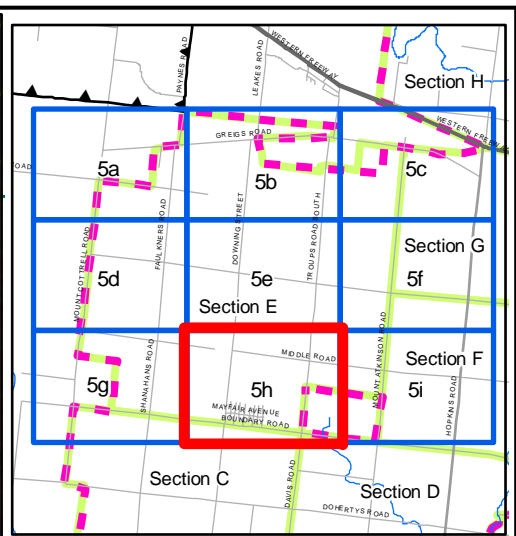 WESTERN FREEWAY
PAYNES ROAD
LEAKES ROAD
Section H
WESTERN FREEWAY
GREIGS ROAD
OAD
5a
5b
5c
FAULKNERS ROAD
DOWNING STREET
TROUPS ROAD SOUTH
MOUNT COTTRELL ROAD
Section G
5d
5e
5f
Section E
MIDDLE ROAD
MOUNT ATKINSON ROAD
Section F
5g
SHANAHANS ROAD
5h
5i
HOPKINS ROAD
MAYFAIR AVENUE
BOUNDARY ROAD
Section C
DAVIS ROAD
Section D
DOHERTYS ROAD